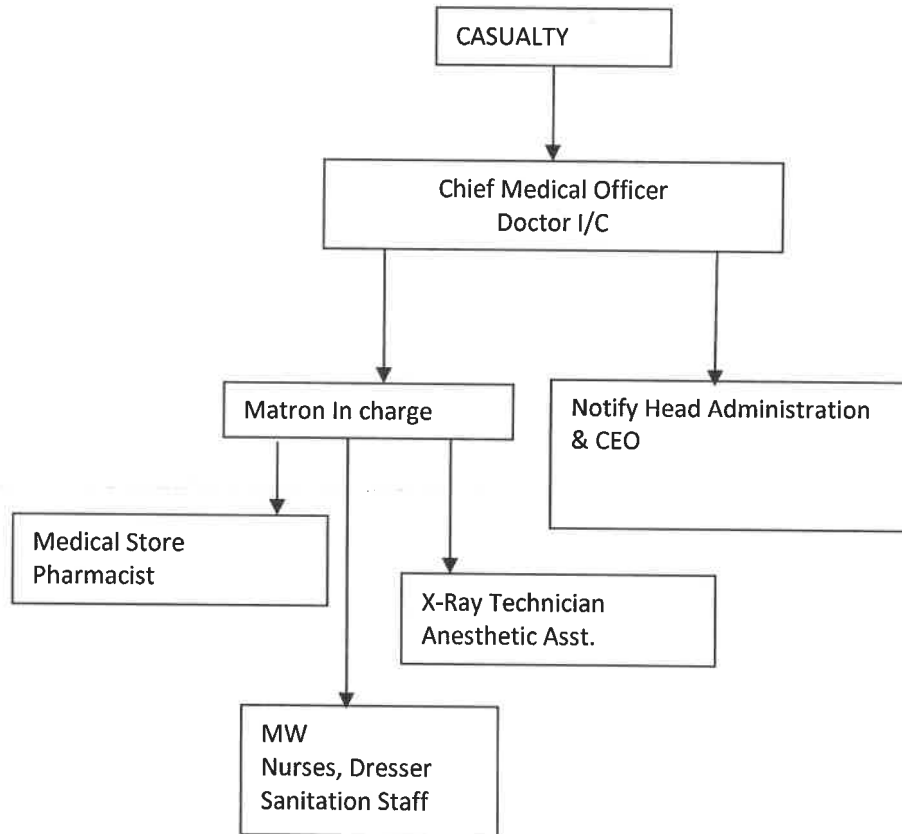 CASUALTY
Chief Medical Officer
Doctor I/C
Matron In charge
Notify Head Administration
& CEO
Medical Store
Pharmacist
X-Ray Technician
Anesthetic Asst.
MW
Nurses, Dresser
Sanitation Staff